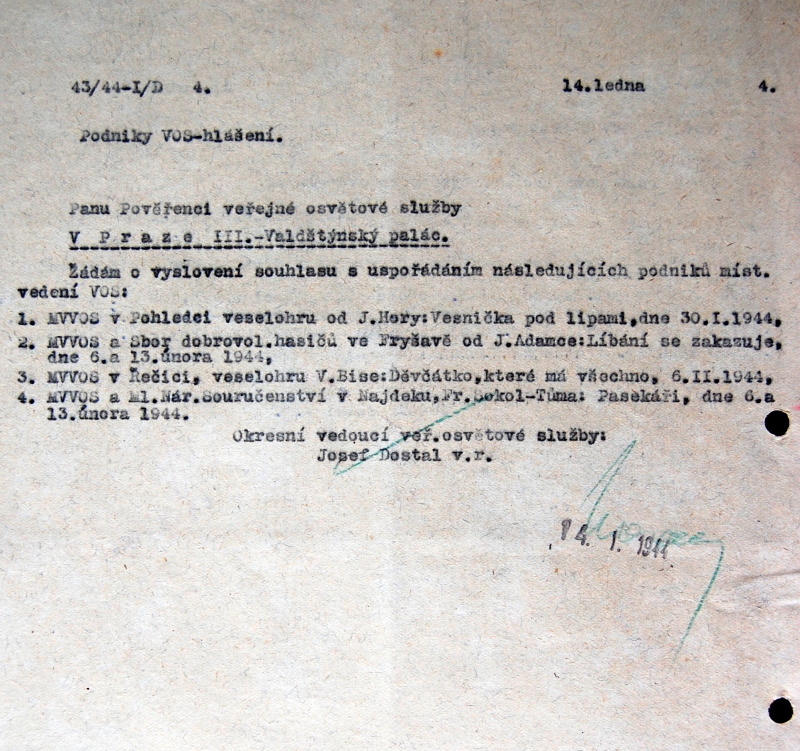 43/44-I/D 4. 14.ledna 4.
Podniky VOS-hlášení.
Panu Pověřenci veřejné osvětové služby
V Praze III.-Valdštýnský palác.
Žádám o vyslovení souhlasu s uspořádáním následujících podniků míst.
vedení VOS:
1. MVVOS v Pohledci veselohru od J.Hory:Vesnička pod lipami,dne 30.I.1944,
2. MVVOS a Sbor dobrovol.hasičů ve Fryšavě od J.Adamce:Líbání se zakazuje,
dne 6.a 13.února 1944,
3. MVVOS v Řečici, veselohru V.Bise:Děvčátko,které má všechno, 6.II.1944,
4. MVVOS a Ml.Nár.Souručenství v Najdeku,Fr.Sokol-Tůma: Pasekáři, dne 6.a
13.února 1944.
Okresní vedoucí veř.osvětové služby:
Josef Dostal v.r.
14. I. 1944